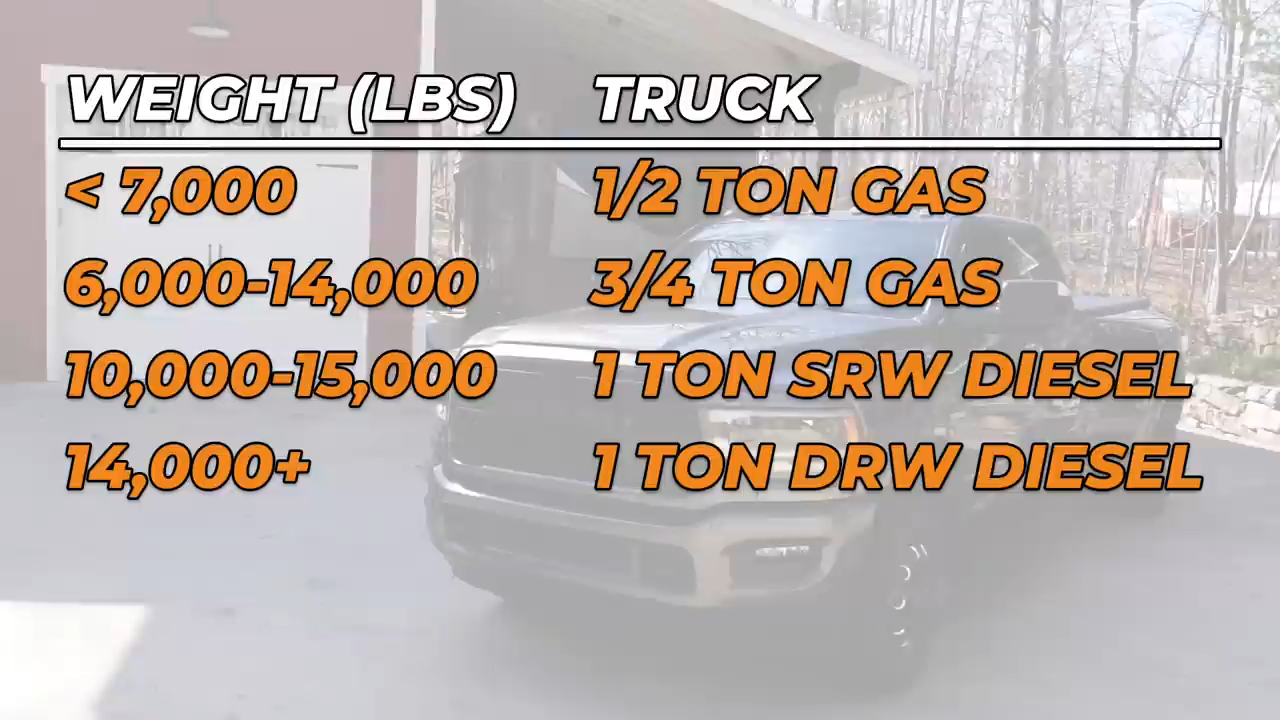 WEIGHT (LBS) TRUCK
< 7,000 1/2 TON GAS
6,000-14,000 3/4 TON GAS
10,000-15,000 1 TON SRW DIESEL
14,000+ 1 TON DRW DIESEL